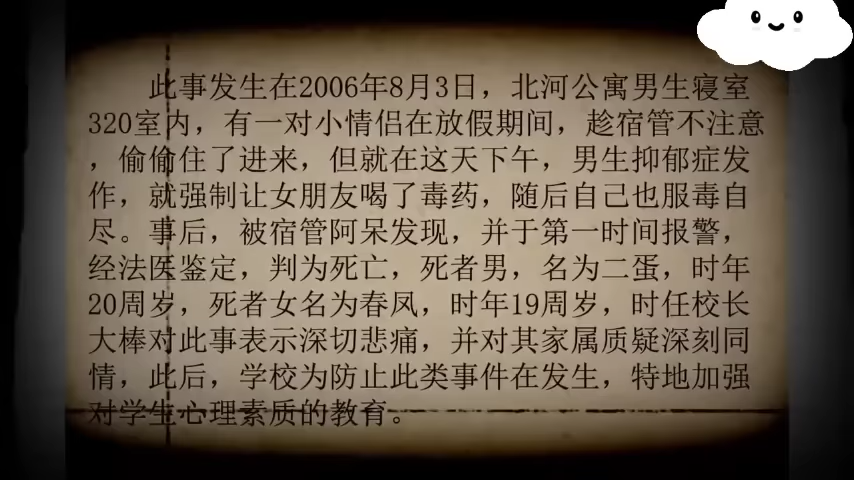 此事发生在2006年8月3日，北河公寓男生寝室
320室内，有一对小情侣在放假期间，趁宿管不注意
，偷偷住了进来，但就在这天下午，男生抑郁症发
作，就强制让女朋友喝了毒药，随后自己也服毒自
尽。事后，被宿管阿呆发现，并于第一时间报警，
经法医鉴定，判为死亡，死者男，名为二蛋，时年
20周岁，死者女名为春凤，时年19周岁，时任校长
大棒对此事表示深切悲痛，并对其家属质疑深刻同
情，此后，学校为防止此类事件在发生，特地加强
对学生心理素质的教育。